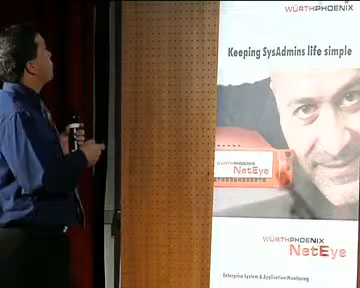 WÜRTHPHOENIX
Keeping SysAdmins life simple
WÜRTHPHOENIX
NetEye
WÜRTHPHOENIX
NetEye
Enterprise System & Application Monitoring